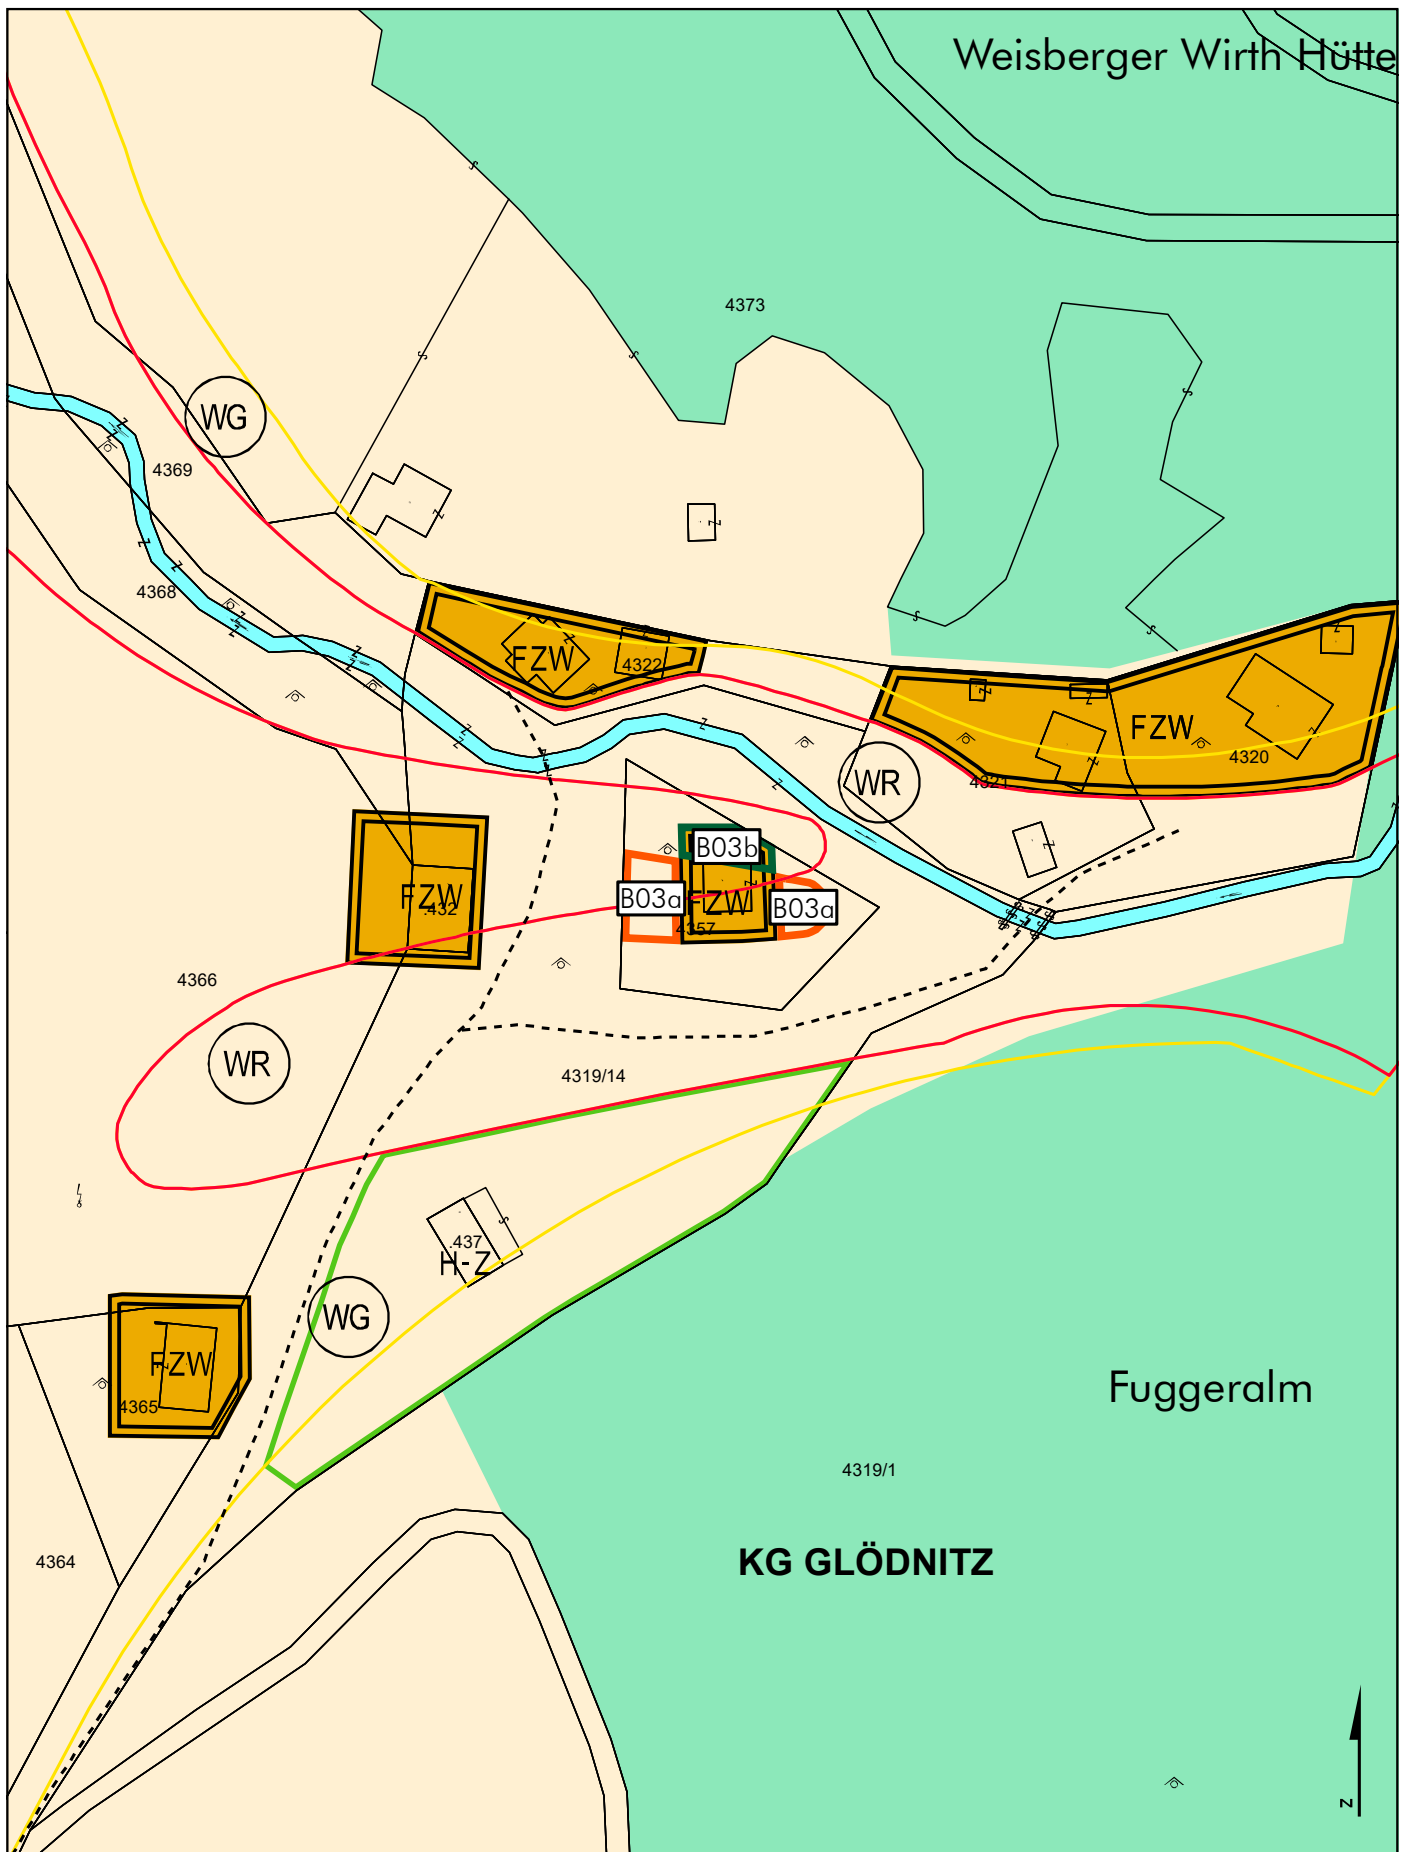 Weisberger Wirth Hütte
4373
WG
4369
4368
FZW
4322
FZW
4320
4321
WR
B03b
FZW
.432
B03a
FZW
B03a
4357
4366
WR
4319/14
.437
H-Z
WG
FZW
4365
Fuggeralm
4319/1
4364
KG GLÖDNITZ
N